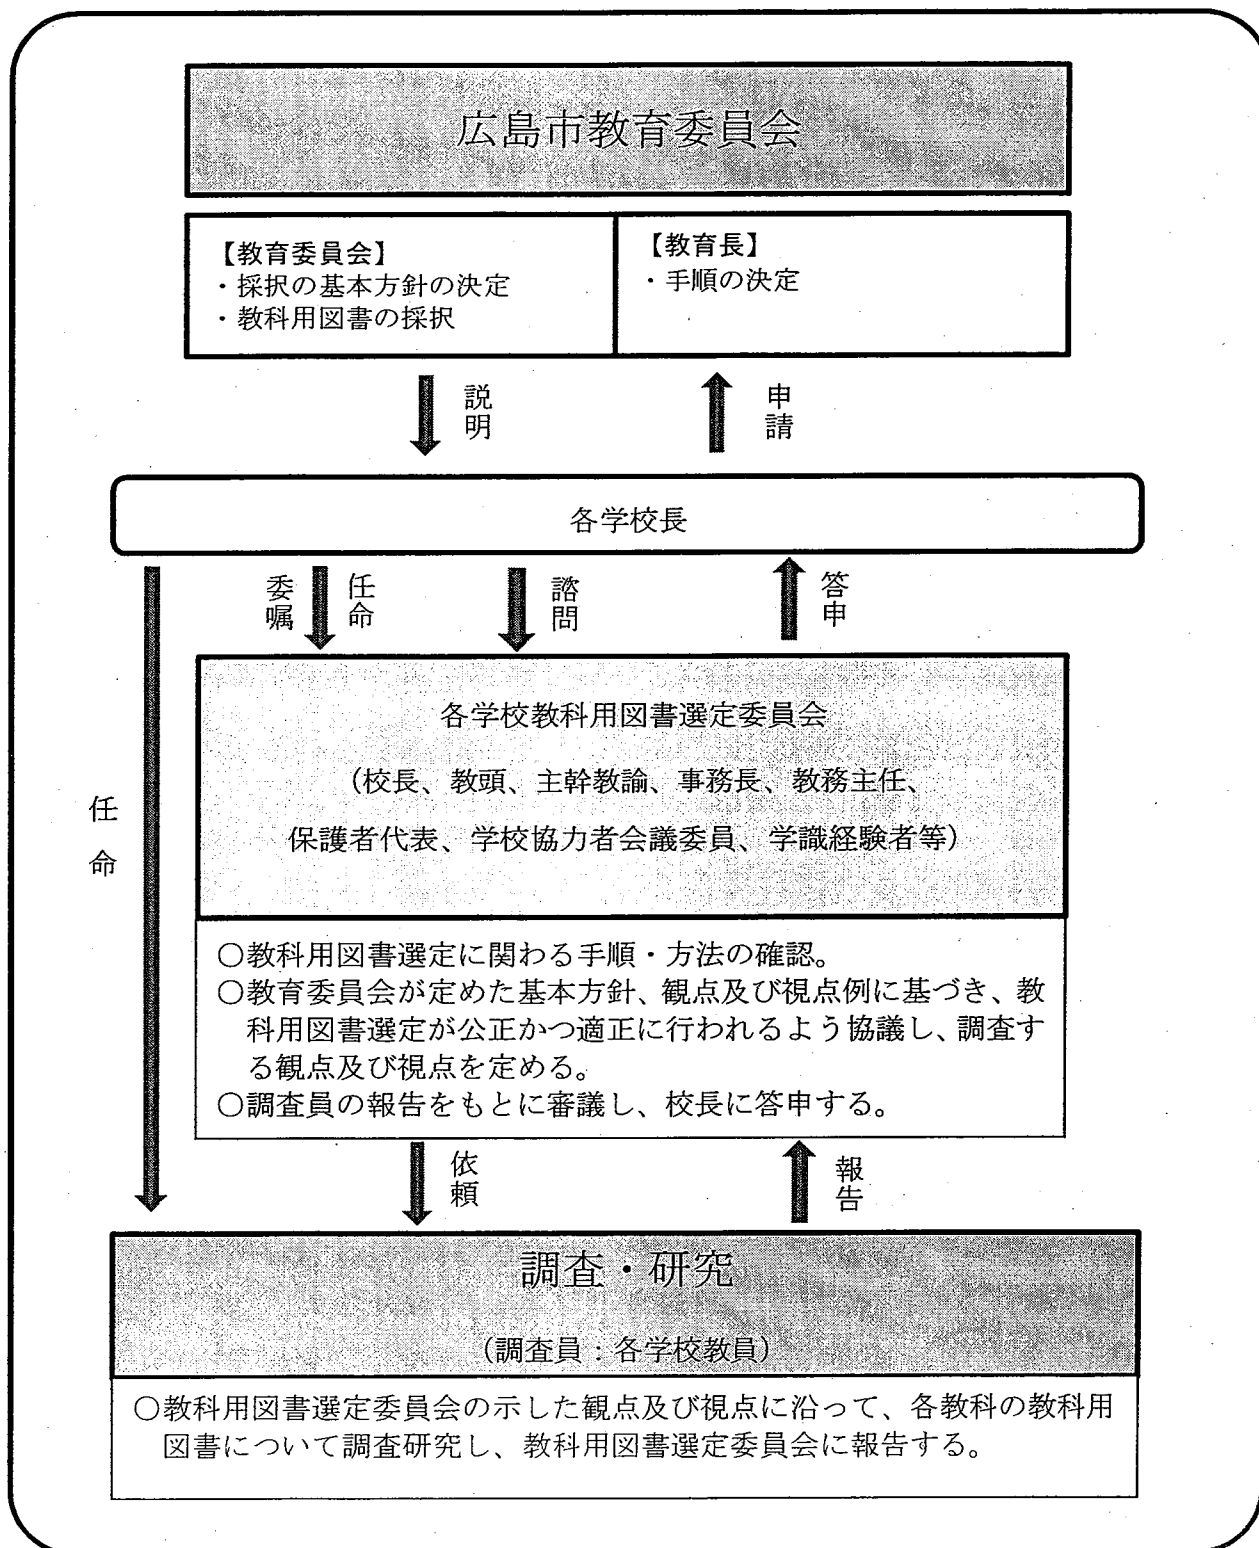 広島市教育委員会
【教育委員会】
・採択の基本方針の決定
・教科用図書の採択
【教育長】
・手順の決定
説明
申請
各学校長
委嘱
任命
諮問
答申
任命
各学校教科用図書選定委員会
(校長、教頭、主幹教諭、事務長、教務主任、
保護者代表、学校協力者会議委員、学識経験者等)
○教科用図書選定に関わる手順・方法の確認。
○教育委員会が定めた基本方針、観点及び視点例に基づき、教
科用図書選定が公正かつ適正に行われるよう協議し、調査す
る観点及び視点を定める。
○調査員の報告をもとに審議し、校長に答申する。
依頼
報告
調査・研究
(調査員：各学校教員)
○教科用図書選定委員会の示した観点及び視点に沿って、各教科の教科用
図書について調査研究し、教科用図書選定委員会に報告する。